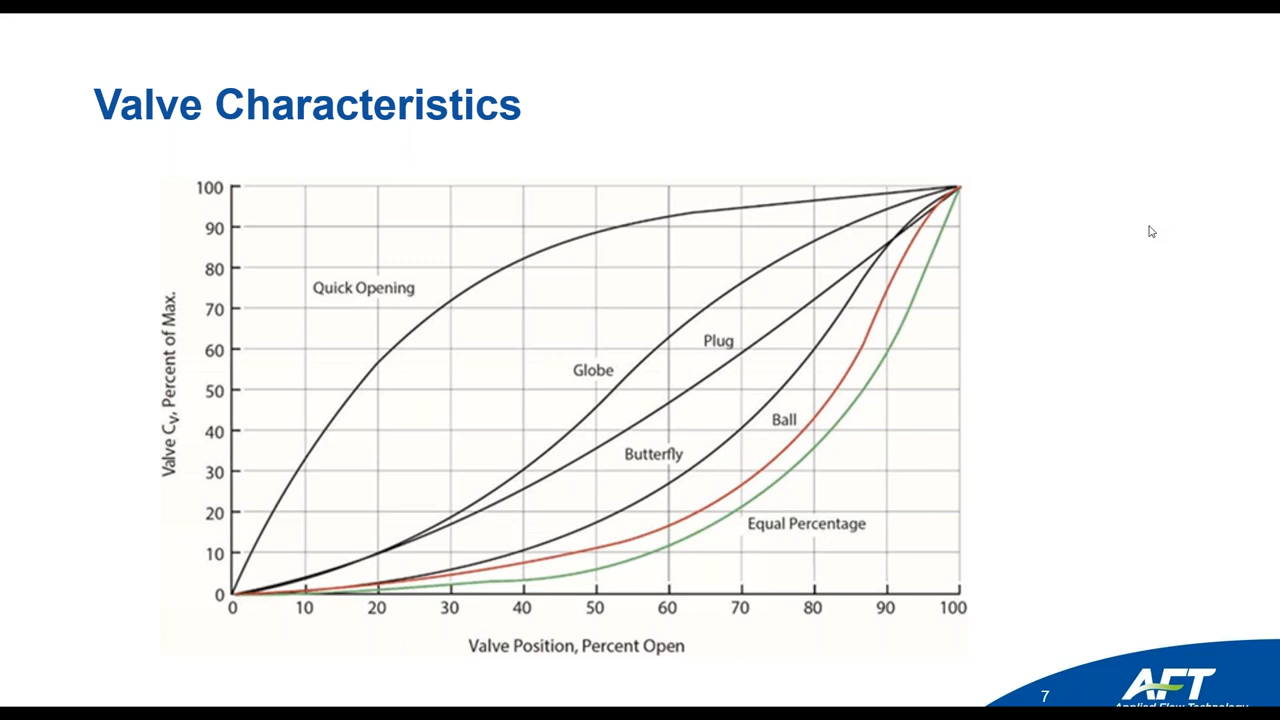 Valve Characteristics
100
90
80
70
60
50
40
30
20
10
0
Valve Cv, Percent of Max.
Quick Opening
Globe
Plug
Butterfly
Ball
Equal Percentage
0 10 20 30 40 50 60 70 80 90 100
Valve Position, Percent Open
7
AFT
Applied Flow Technology